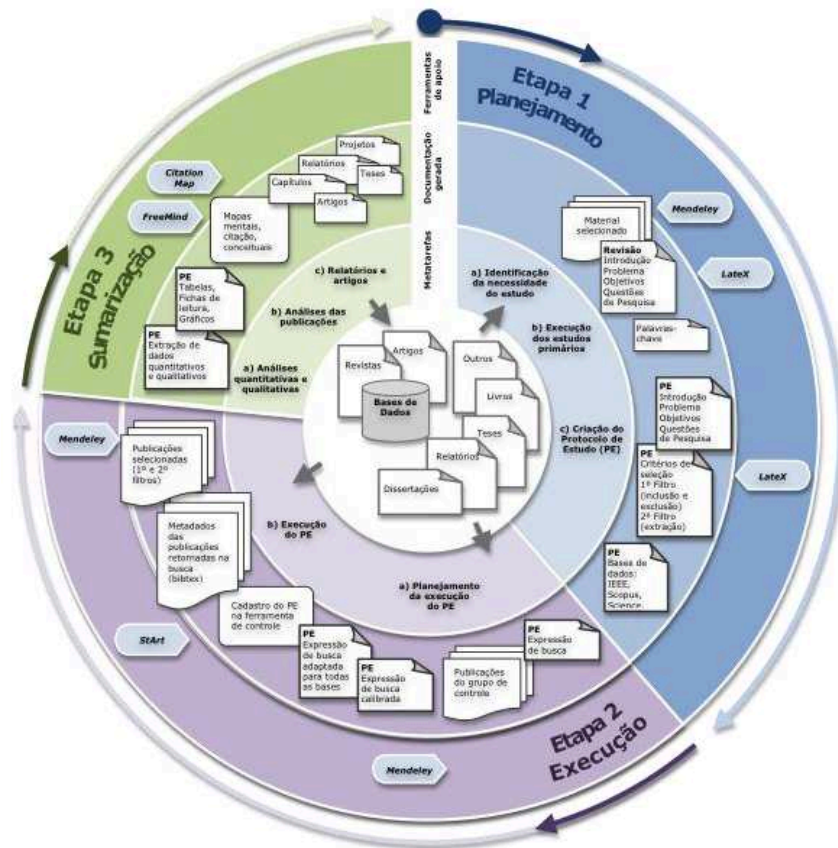 Ferramentas
de apoio
Documentação
gerada
Metatarefas
Etapa 1
Planejamento
Mendeley
LateX
LateX
Material
selecionado
Revisão
Introdução
Problema
Objetivos
Questões
de Pesquisa
Palavras-
chave
PE
Introdução
Problema
Objetivos
Questões
de Pesquisa
PE
Critérios de
seleção
1º Filtro
(inclusão e
exclusão)
2º Filtro
(extração)
PE
Bases de
dados:
IEEE,
Scopus,
Science.
a) Identificação
da necessidade
do estudo
b) Execução
dos estudos
primários
c) Criação do
Protocolo de
Estudo (PE)
Etapa 2
Execução
a) Planejamento
da execução
do PE
b) Execução
do PE
PE
Expressão
de busca
Publicações
do grupo de
controle
PE
Expressão
de busca
calibrada
PE
Expressão
de busca
adaptada
para todas
as bases
Cadastro do PE
na ferramenta
de controle
Metadados
das
publicações
retornadas na
busca
(bibtex)
Publicações
selecionadas
(1º e 2º
filtros)
Mendeley
StArt
Mendeley
Etapa 3
Sumarização
a) Análises
quantitativas e
qualitativas
b) Análises das
publicações
c) Relatórios e
artigos
PE
Extração de
dados
quantitativos
e qualitativos
PE
Tabelas,
Fichas de
leitura,
Gráficos
Mapas
mentais,
citação,
conceituais
Projetos
Relatórios
Teses
Capítulos
Artigos
Citation
Map
FreeMind
Revistas
Artigos
Bases de
Dados
Outros
Livros
Teses
Relatórios
Dissertações